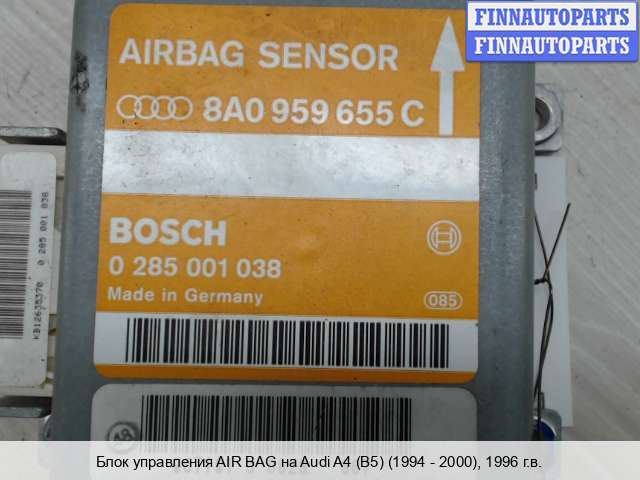 FINNAUTOPARTS
FINNAUTOPARTS
AIRBAG SENSOR
8A0 959 655 C
BOSCH
0 285 001 038
Made in Germany
085
KB12635370 0 285 001 038
Блок управления AIR BAG на Audi A4 (B5) (1994 - 2000), 1996 г.в.